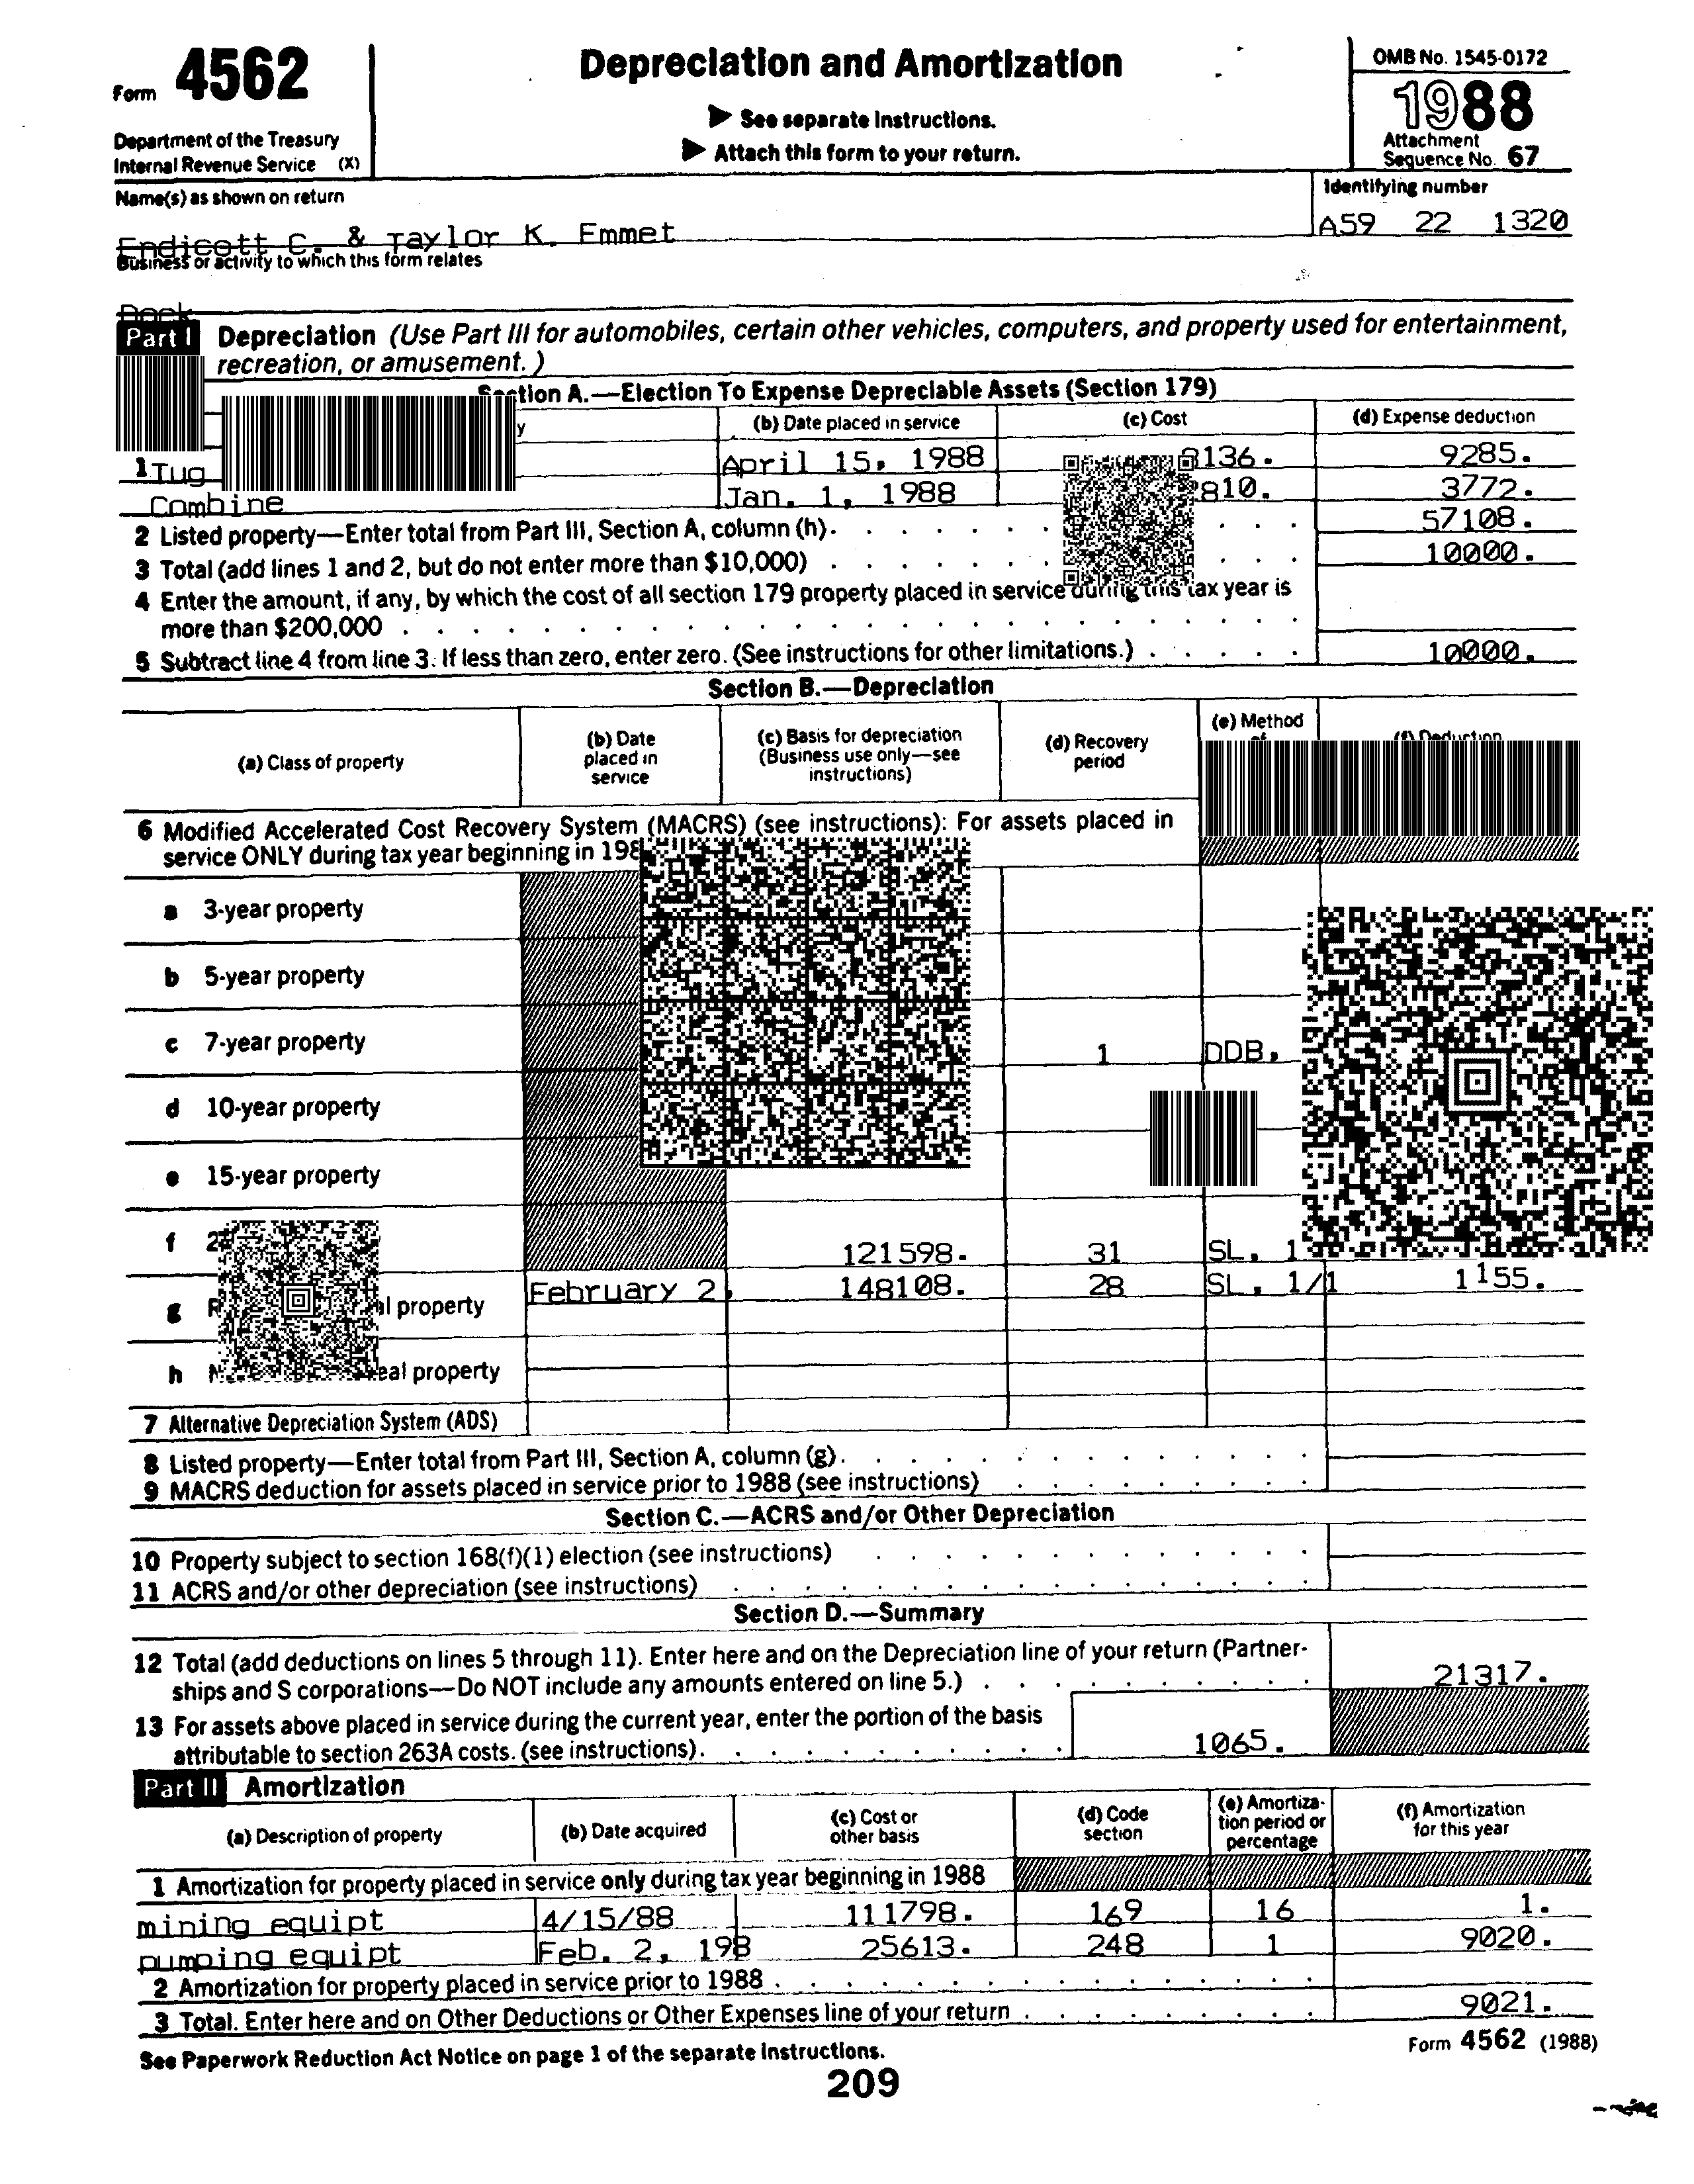 Form 4562
Depreciation and Amortization
OMB No. 1545-0172
1988
▶ See separate Instructions.
▶ Attach this form to your return.
Department of the Treasury
Internal Revenue Service (X)
Attachment
Sequence No. 67
Name(s) as shown on return
Identifying number
Endicott C. & Taylor K. Emmet
A59 22 1320
Business or activity to which this form relates
Dock
Part I Depreciation (Use Part III for automobiles, certain other vehicles, computers, and property used for entertainment,
recreation, or amusement.)
Section A.—Election To Expense Depreciable Assets (Section 179)
(b) Date placed in service (c) Cost (d) Expense deduction
1 Tug April 15, 1988 136. 9285.
Combine Jan. 1, 1988 810. 3772.
2 Listed property—Enter total from Part III, Section A, column (h). 57108.
3 Total (add lines 1 and 2, but do not enter more than $10,000) 10000.
4 Enter the amount, if any, by which the cost of all section 179 property placed in service during this tax year is
more than $200,000
5 Subtract line 4 from line 3. If less than zero, enter zero. (See instructions for other limitations.) 10000.
Section B.—Depreciation
(a) Class of property (b) Date placed in service (c) Basis for depreciation (Business use only—see instructions) (d) Recovery period (e) Method (f) Deduction
6 Modified Accelerated Cost Recovery System (MACRS) (see instructions): For assets placed in
service ONLY during tax year beginning in 198
a 3-year property
b 5-year property
c 7-year property 1 DDB,
d 10-year property
e 15-year property
f 2 121598. 31 SL, 1
g property February 2, 148108. 28 SL, 1/1 1155.
h real property
7 Alternative Depreciation System (ADS)
8 Listed property—Enter total from Part III, Section A, column (g).
9 MACRS deduction for assets placed in service prior to 1988 (see instructions)
Section C.—ACRS and/or Other Depreciation
10 Property subject to section 168(f)(1) election (see instructions)
11 ACRS and/or other depreciation (see instructions)
Section D.—Summary
12 Total (add deductions on lines 5 through 11). Enter here and on the Depreciation line of your return (Partner-
ships and S corporations—Do NOT include any amounts entered on line 5.) 21317.
13 For assets above placed in service during the current year, enter the portion of the basis
attributable to section 263A costs. (see instructions). 1065.
Part II Amortization
(a) Description of property (b) Date acquired (c) Cost or other basis (d) Code section (e) Amortiza-tion period or percentage (f) Amortization for this year
1 Amortization for property placed in service only during tax year beginning in 1988
mining equipt 4/15/88 111798. 169 16 1.
pumping equipt Feb. 2, 198 25613. 248 1 9020.
2 Amortization for property placed in service prior to 1988
3 Total. Enter here and on Other Deductions or Other Expenses line of your return 9021.
See Paperwork Reduction Act Notice on page 1 of the separate instructions.
Form 4562 (1988)
209